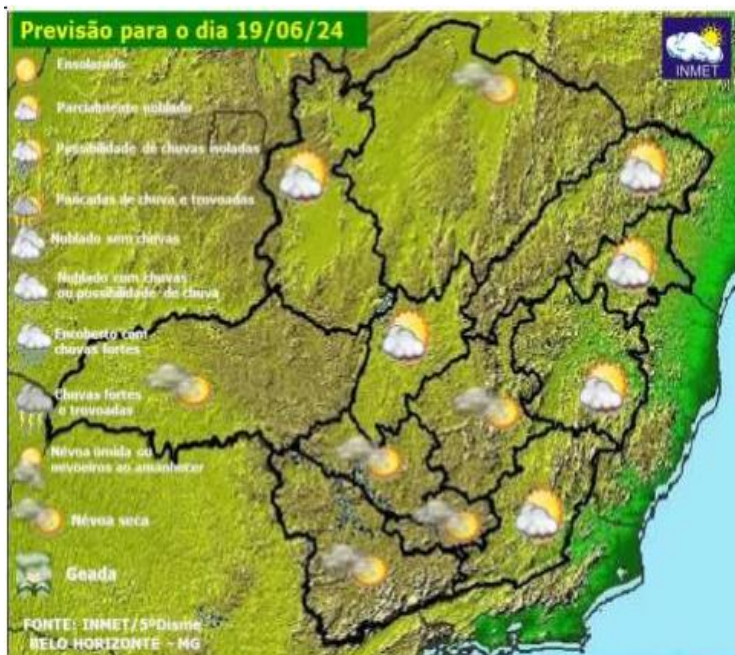 Previsão para o dia 19/06/24
INMET
Ensolarado
Parcialmente nublado
Possibilidade de chuvas isoladas
Pancadas de chuva e trovoadas
Nublado sem chuvas
Nublado com chuvas
ou possibilidade de chuva
Encoberto com
chuvas fortes
Chuvas fortes
e trovoadas
Névoa úmida ou
nevoeiros ao amanhecer
Névoa seca
Geada
FONTE: INMET/5ºDisme
BELO HORIZONTE - MG